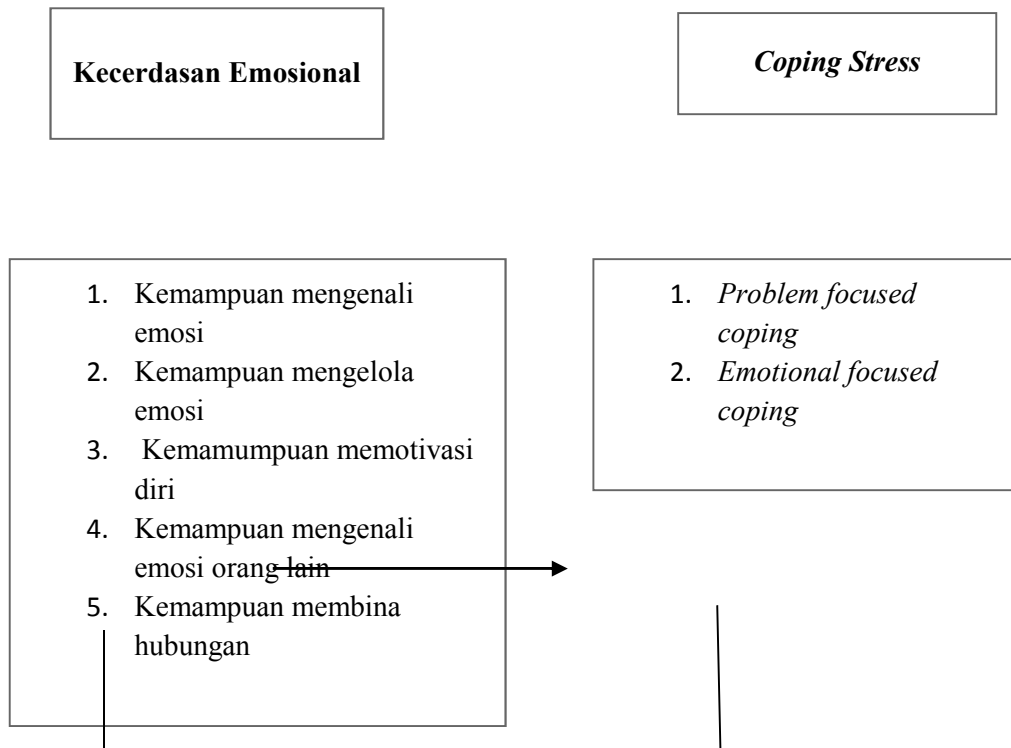 Kecerdasan Emosional
Coping Stress
1. Kemampuan mengenali
emosi
2. Kemampuan mengelola
emosi
3. Kemamumpuan memotivasi
diri
4. Kemampuan mengenali
emosi orang lain
5. Kemampuan membina
hubungan
1. Problem focused
coping
2. Emotional focused
coping